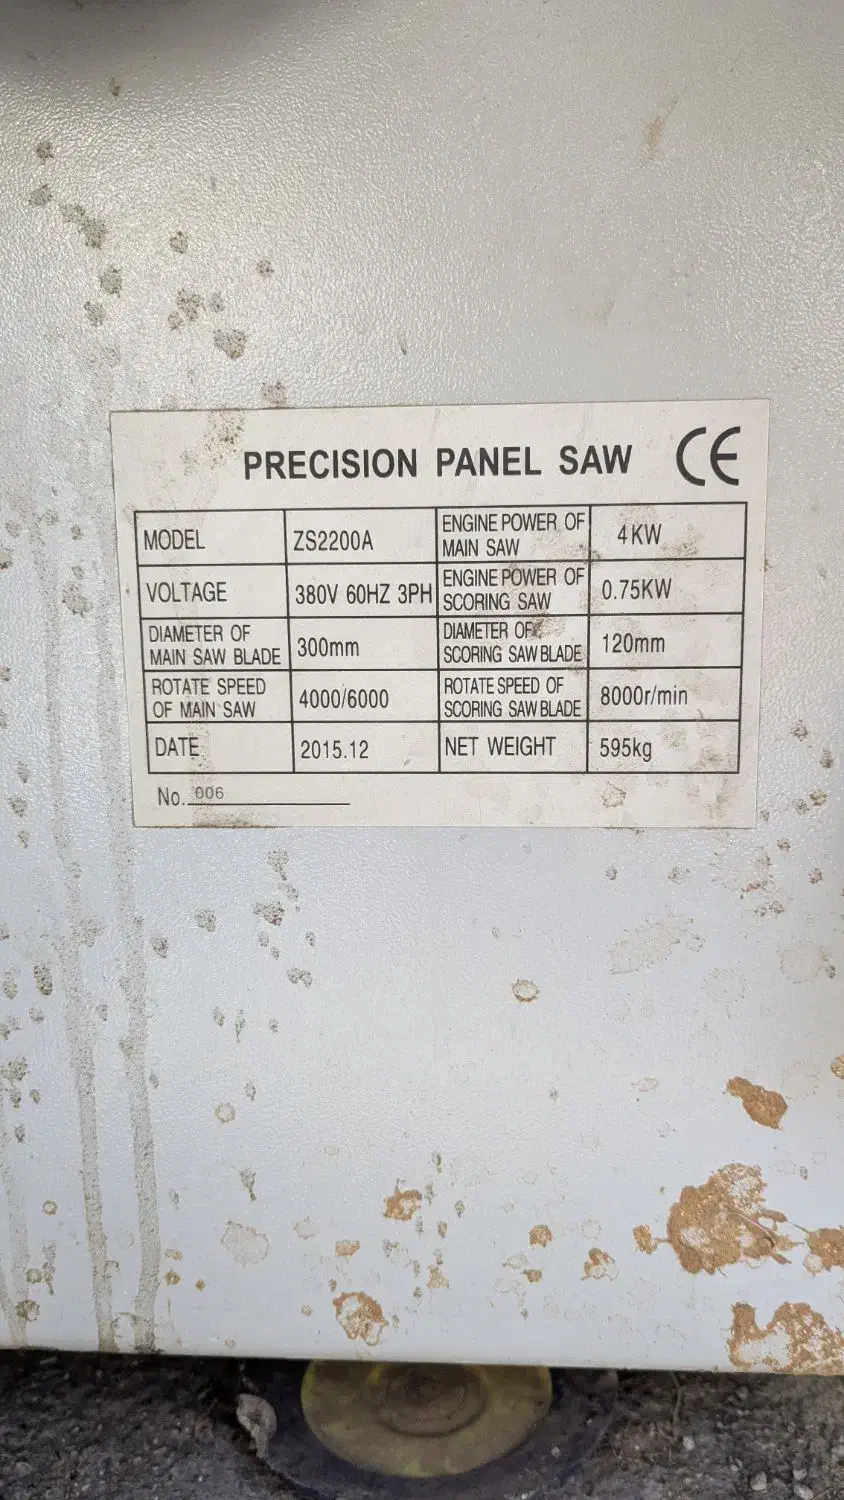 PRECISION PANEL SAW CE
MODEL ZS2200A ENGINE POWER OF MAIN SAW 4KW
VOLTAGE 380V 60HZ 3PH ENGINE POWER OF SCORING SAW 0.75KW
DIAMETER OF MAIN SAW BLADE 300mm DIAMETER OF SCORING SAW BLADE 120mm
ROTATE SPEED OF MAIN SAW 4000/6000 ROTATE SPEED OF SCORING SAW BLADE 8000r/min
DATE 2015.12 NET WEIGHT 595kg
No. 006